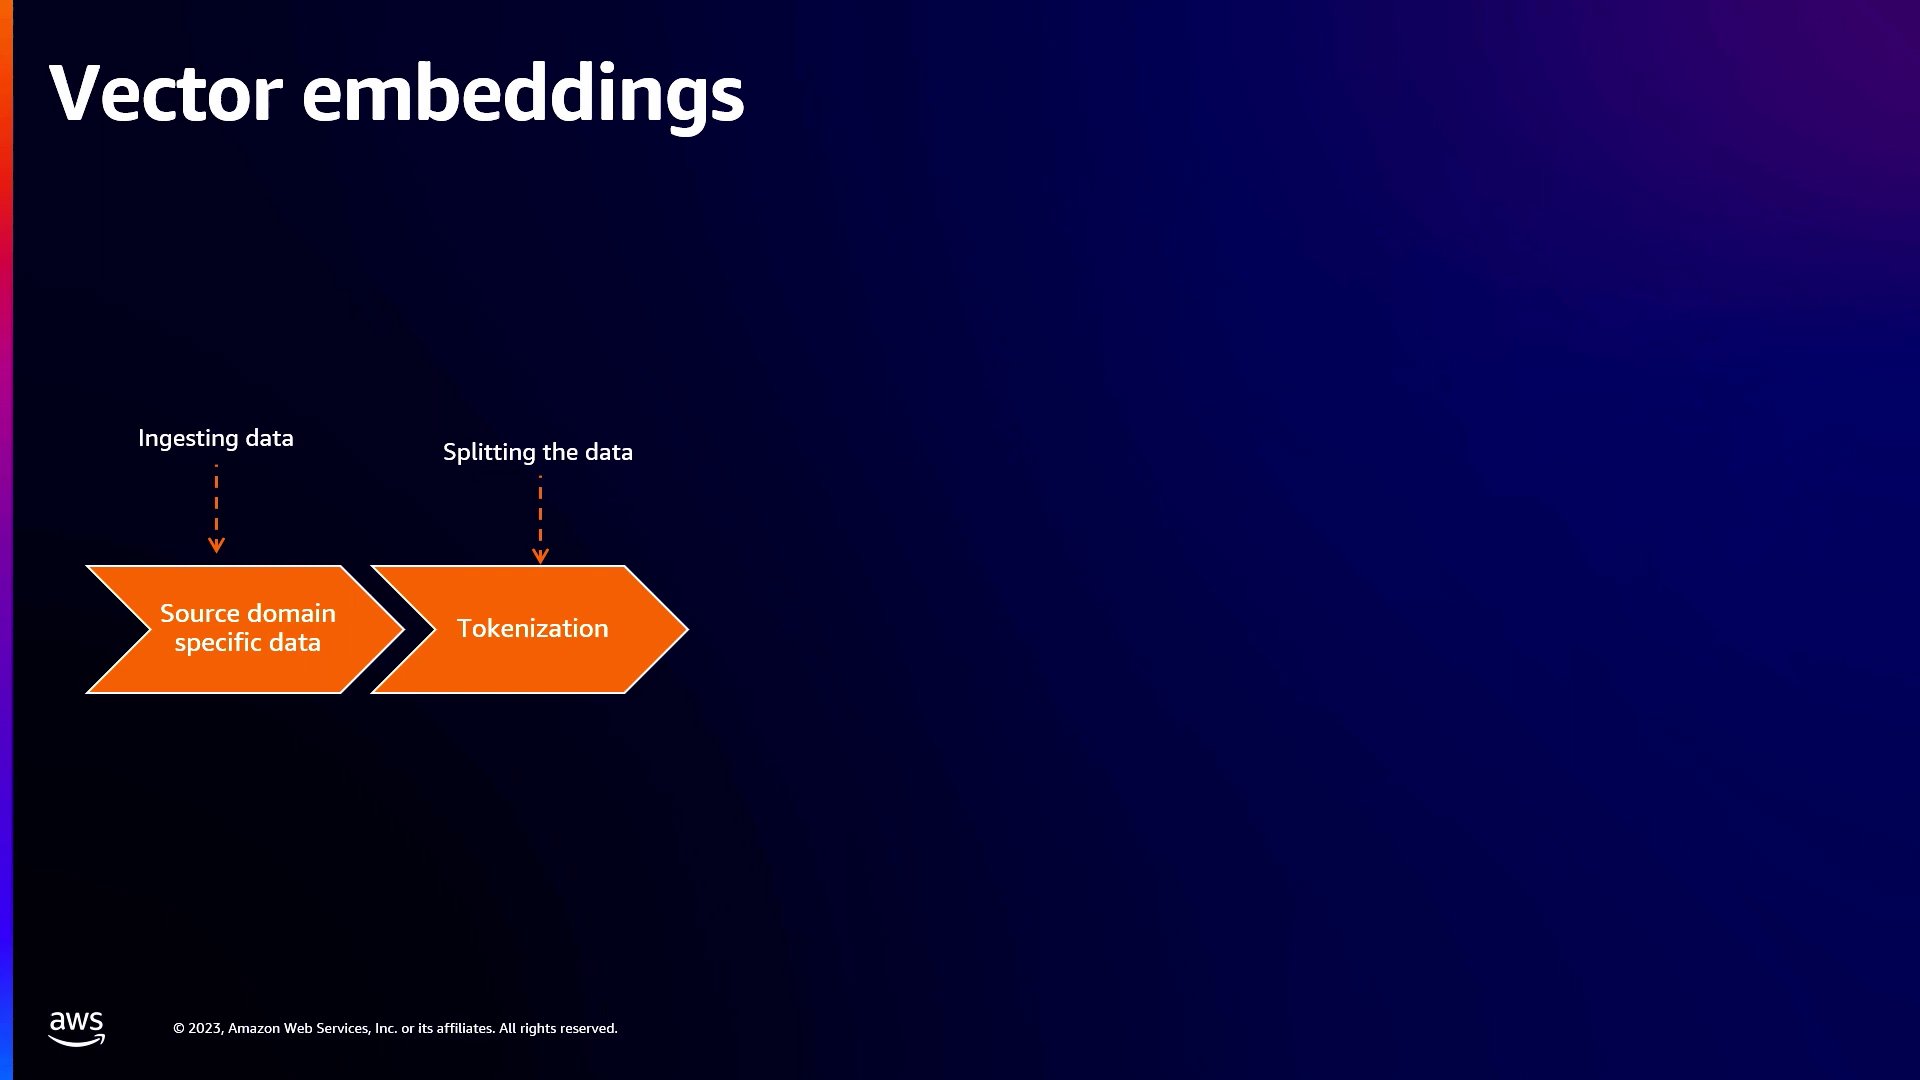 Vector embeddings
Ingesting data
Splitting the data
Source domain
specific data
Tokenization
aws
© 2023, Amazon Web Services, Inc. or its affiliates. All rights reserved.